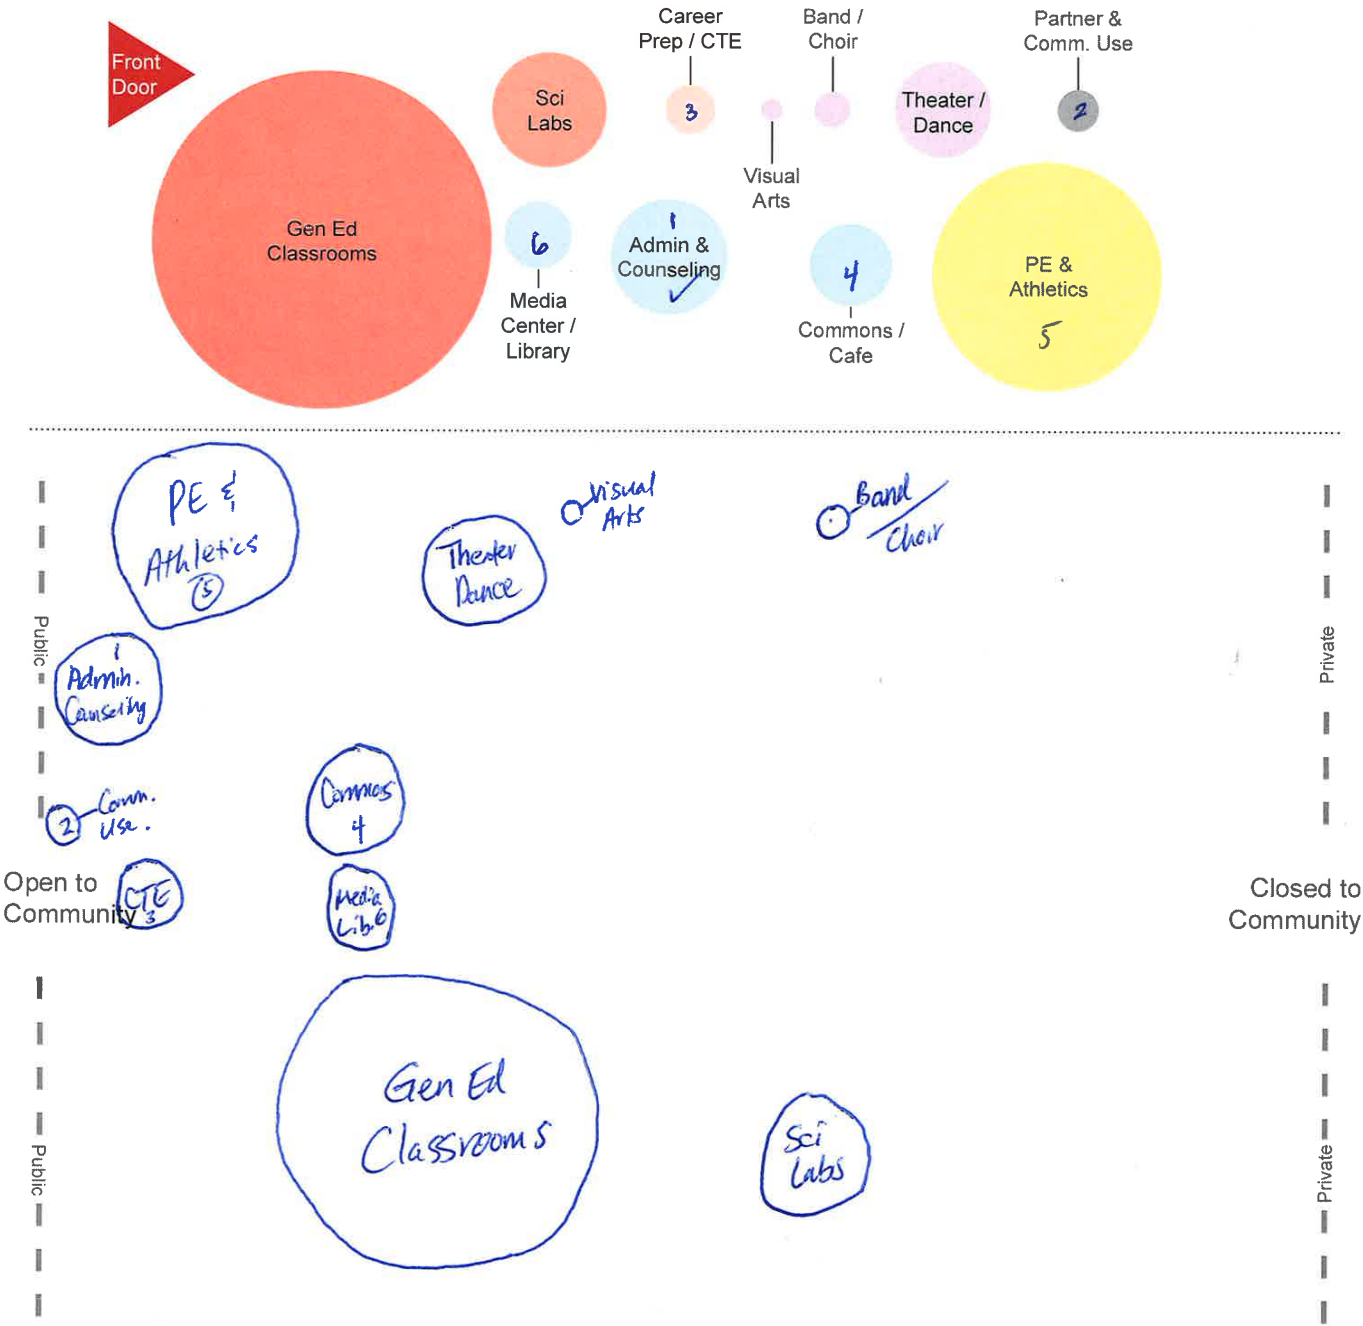 Front
Door
Career
Prep / CTE
3
Band /
Choir
Partner &
Comm. Use
2
Sci
Labs
Theater /
Dance
Visual
Arts
Gen Ed
Classrooms
6
Media
Center /
Library
1
Admin &
Counseling
4
Commons /
Cafe
PE &
Athletics
5
PE &
Athletics
5
Theater
Dance
Visual
Arts
Band/
Choir
Public
Private
1
Admin.
Counseling
Commons
4
2
Comm.
Use.
Open to
Community
CTE
3
Media
Lib.6
Closed to
Community
Gen Ed
Classrooms
Sci
Labs
Public
Private